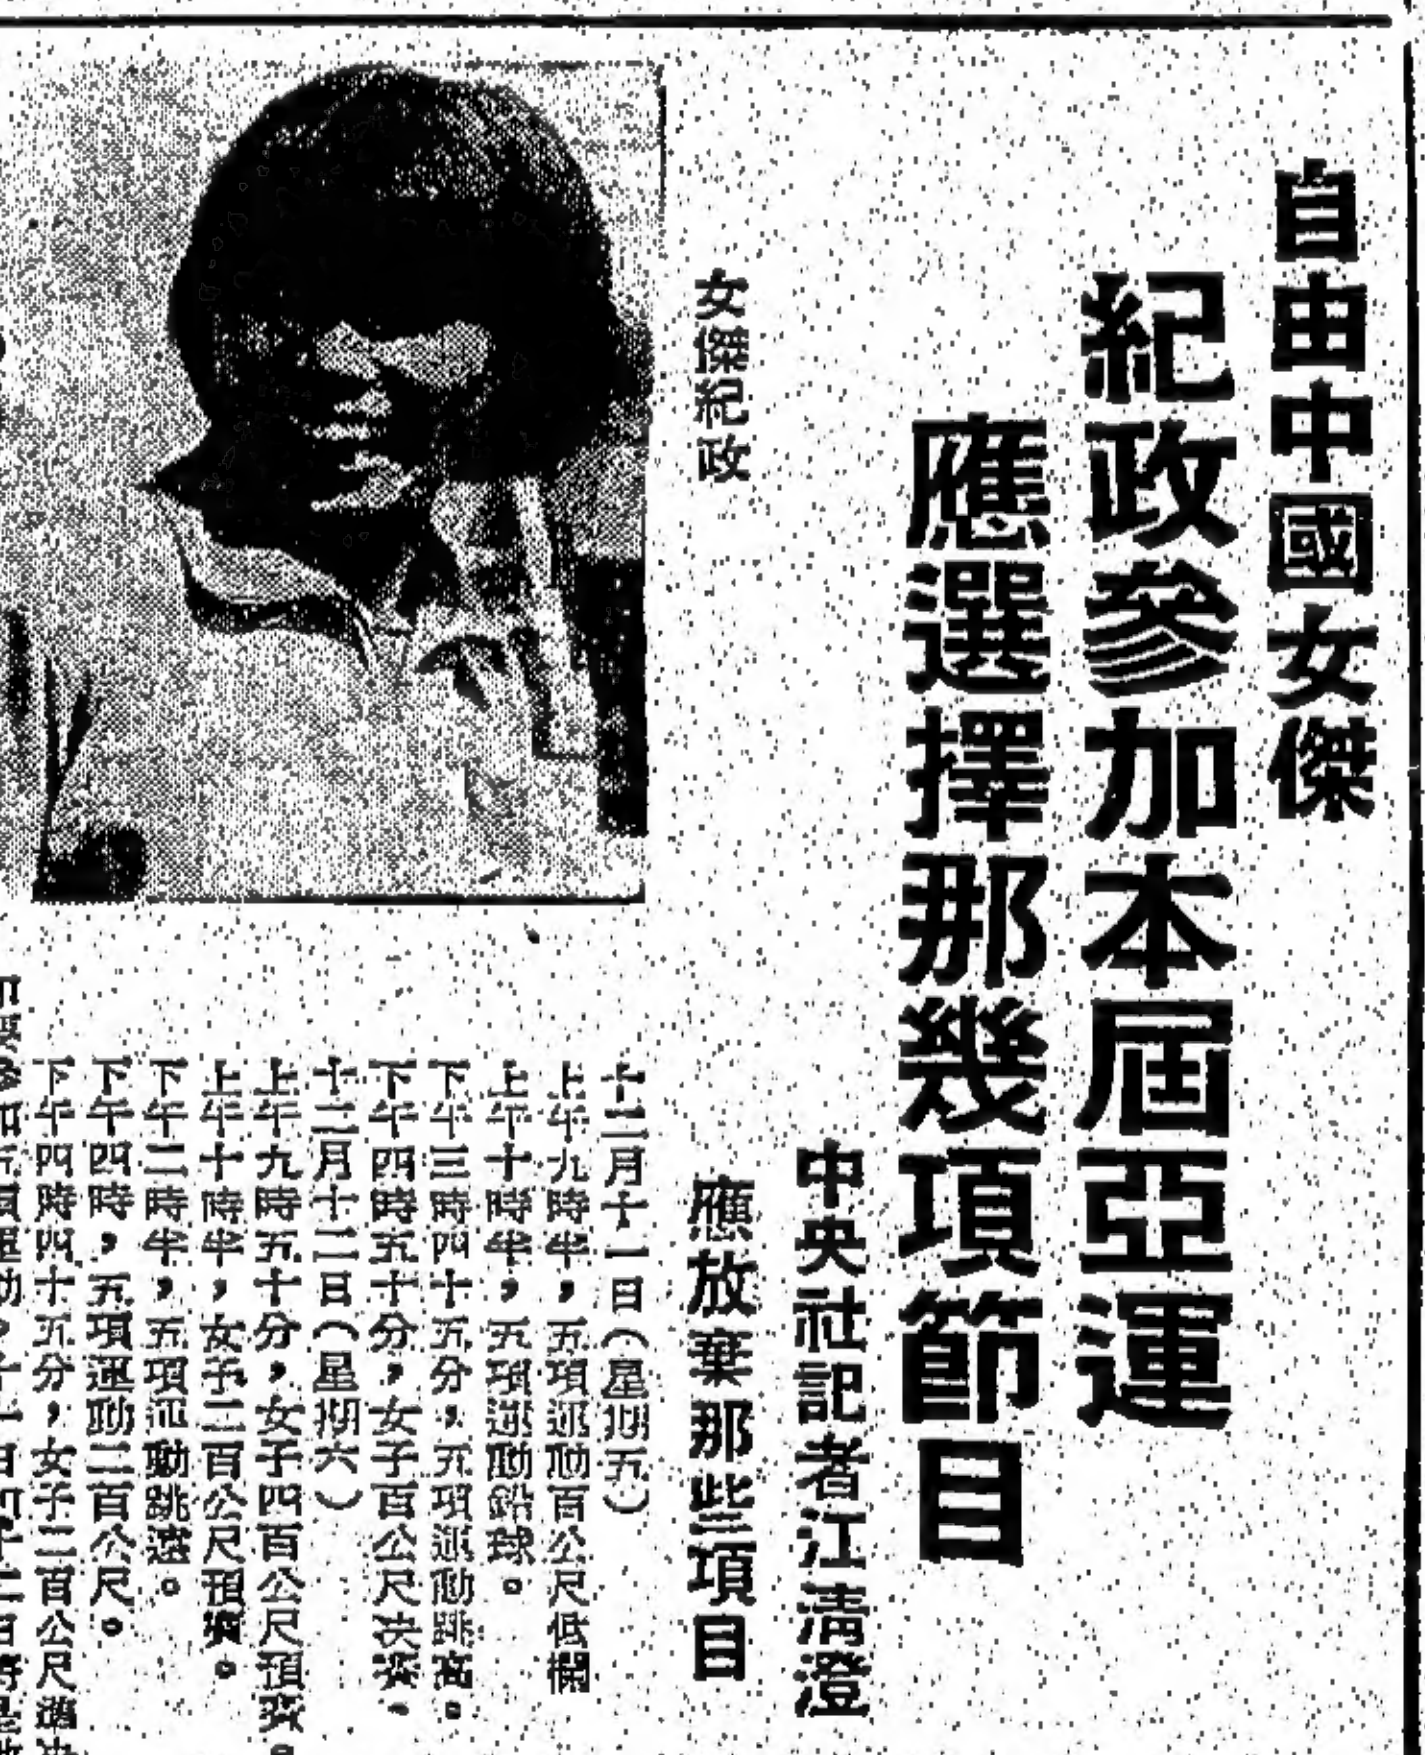 自由中國女傑
紀政參加本屆亞運
應選擇那幾項節目
中央社記者江清澄
女傑紀政
應放棄那些項目
十二月十一日(星期五)
上午九時半,五項運動百公尺低欄
上午十時半,五項運動鉛球。
下午三時四十五分,五項運動跳高。
下午四時五十分,女子百公尺決賽。
十二月十二日(星期六)
上午九時五十分,女子四百公尺預賽。
上午十時半,女子二百公尺預賽。
下午二時半,五項運動跳遠。
下午四時,五項運動二百公尺。
下午四時四十五分,女子二百公尺準決